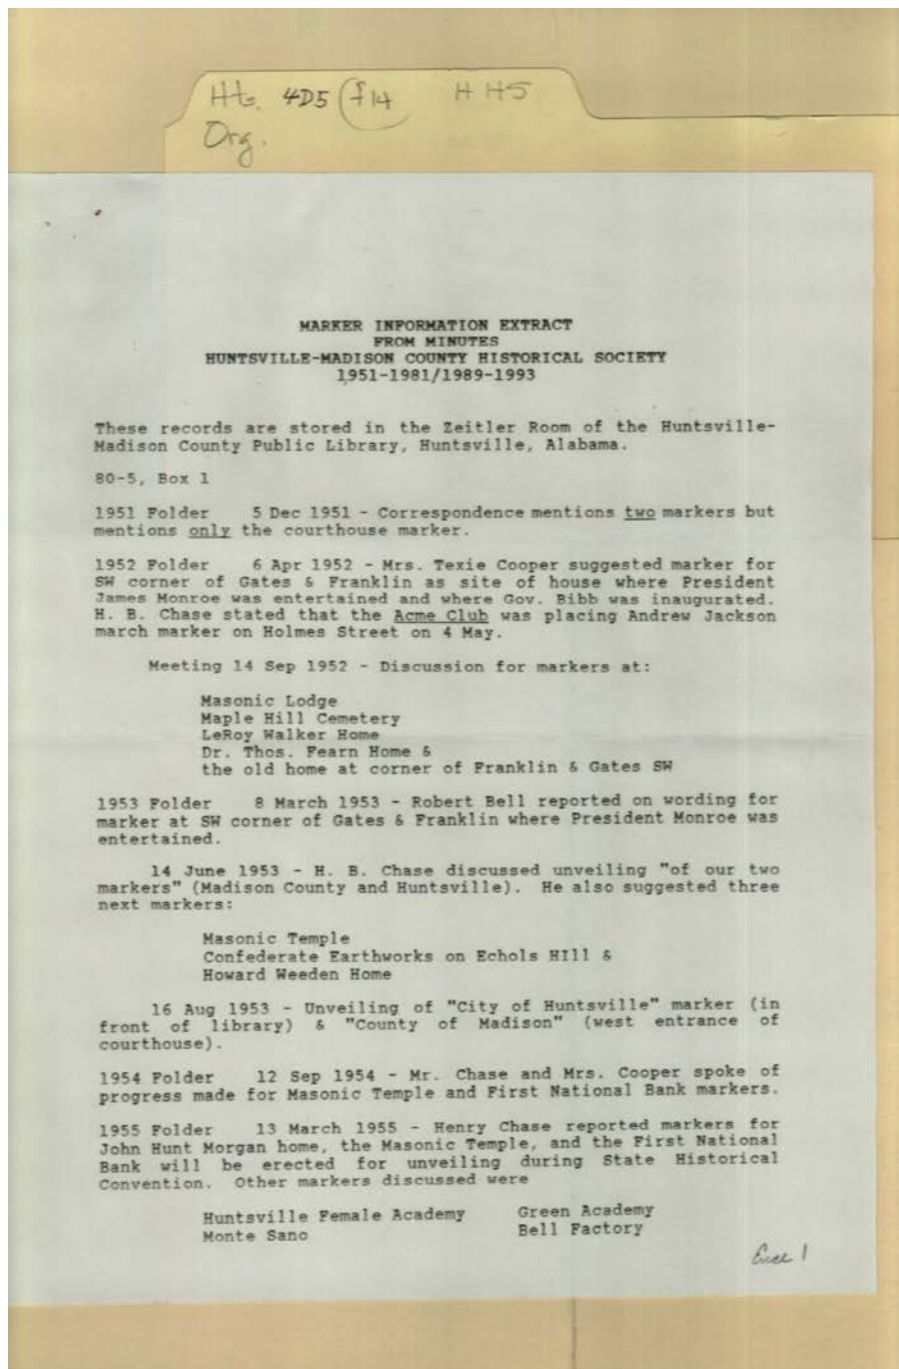 Hts. 4D5 (f14 HHS
Org.
MARKER INFORMATION EXTRACT
FROM MINUTES
HUNTSVILLE-MADISON COUNTY HISTORICAL SOCIETY
1951-1981/1989-1993
These records are stored in the Zeitler Room of the Huntsville-
Madison County Public Library, Huntsville, Alabama.
80-5, Box 1
1951 Folder 5 Dec 1951 - Correspondence mentions two markers but
mentions only the courthouse marker.
1952 Folder 6 Apr 1952 - Mrs. Texie Cooper suggested marker for
SW corner of Gates & Franklin as site of house where President
James Monroe was entertained and where Gov. Bibb was inaugurated.
H. B. Chase stated that the Acme Club was placing Andrew Jackson
march marker on Holmes Street on 4 May.
Meeting 14 Sep 1952 - Discussion for markers at:
Masonic Lodge
Maple Hill Cemetery
LeRoy Walker Home
Dr. Thos. Fearn Home &
the old home at corner of Franklin & Gates SW
1953 Folder 8 March 1953 - Robert Bell reported on wording for
marker at SW corner of Gates & Franklin where President Monroe was
entertained.
14 June 1953 - H. B. Chase discussed unveiling "of our two
markers" (Madison County and Huntsville). He also suggested three
next markers:
Masonic Temple
Confederate Earthworks on Echols HIll &
Howard Weeden Home
16 Aug 1953 - Unveiling of "City of Huntsville" marker (in
front of library) & "County of Madison" (west entrance of
courthouse).
1954 Folder 12 Sep 1954 - Mr. Chase and Mrs. Cooper spoke of
progress made for Masonic Temple and First National Bank markers.
1955 Folder 13 March 1955 - Henry Chase reported markers for
John Hunt Morgan home, the Masonic Temple, and the First National
Bank will be erected for unveiling during State Historical
Convention. Other markers discussed were
Huntsville Female Academy Green Academy
Monte Sano Bell Factory
Encl 1